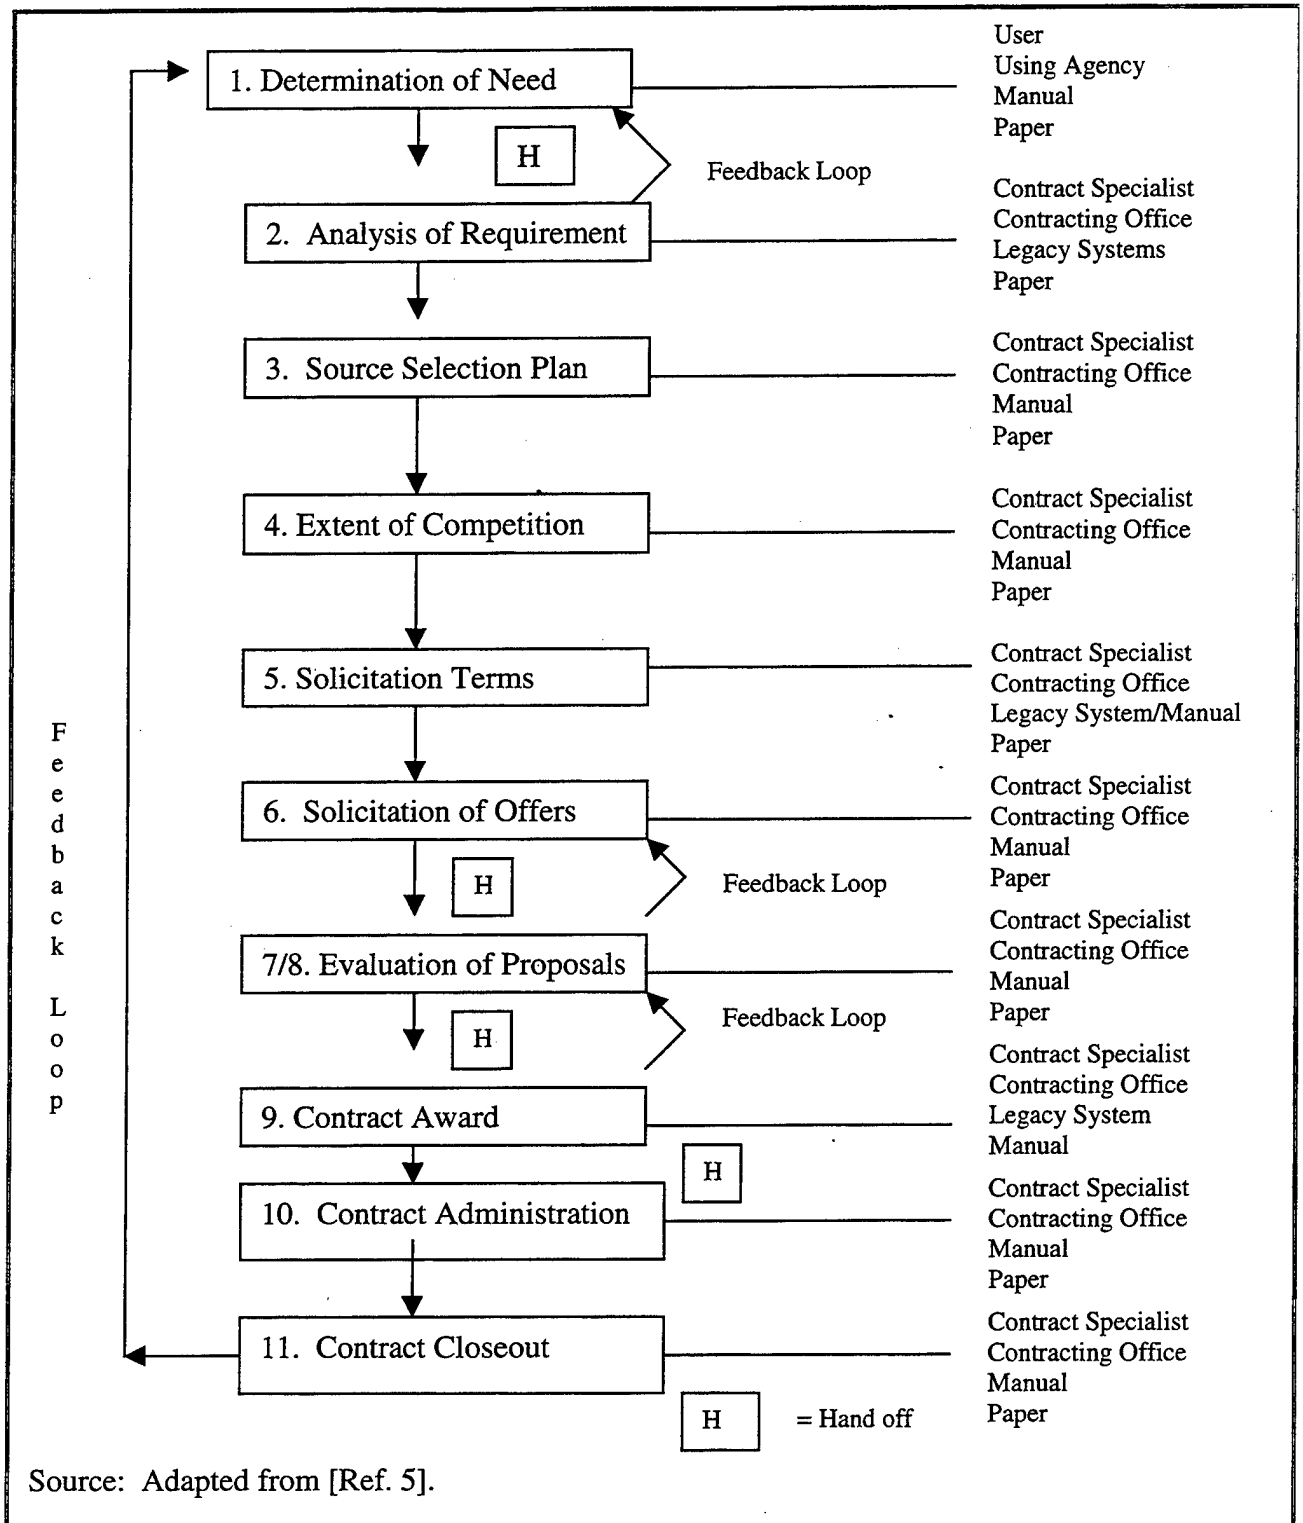 1. Determination of Need
User
Using Agency
Manual
Paper
H
Feedback Loop
2. Analysis of Requirement
Contract Specialist
Contracting Office
Legacy Systems
Paper
3. Source Selection Plan
Contract Specialist
Contracting Office
Manual
Paper
4. Extent of Competition
Contract Specialist
Contracting Office
Manual
Paper
5. Solicitation Terms
Contract Specialist
Contracting Office
Legacy System/Manual
Paper
6. Solicitation of Offers
Contract Specialist
Contracting Office
Manual
Paper
H
Feedback Loop
7/8. Evaluation of Proposals
Contract Specialist
Contracting Office
Manual
Paper
H
Feedback Loop
9. Contract Award
Contract Specialist
Contracting Office
Legacy System
Manual
H
10. Contract Administration
Contract Specialist
Contracting Office
Manual
Paper
11. Contract Closeout
Contract Specialist
Contracting Office
Manual
Paper
H = Hand off
Feedback Loop
Source: Adapted from [Ref. 5].